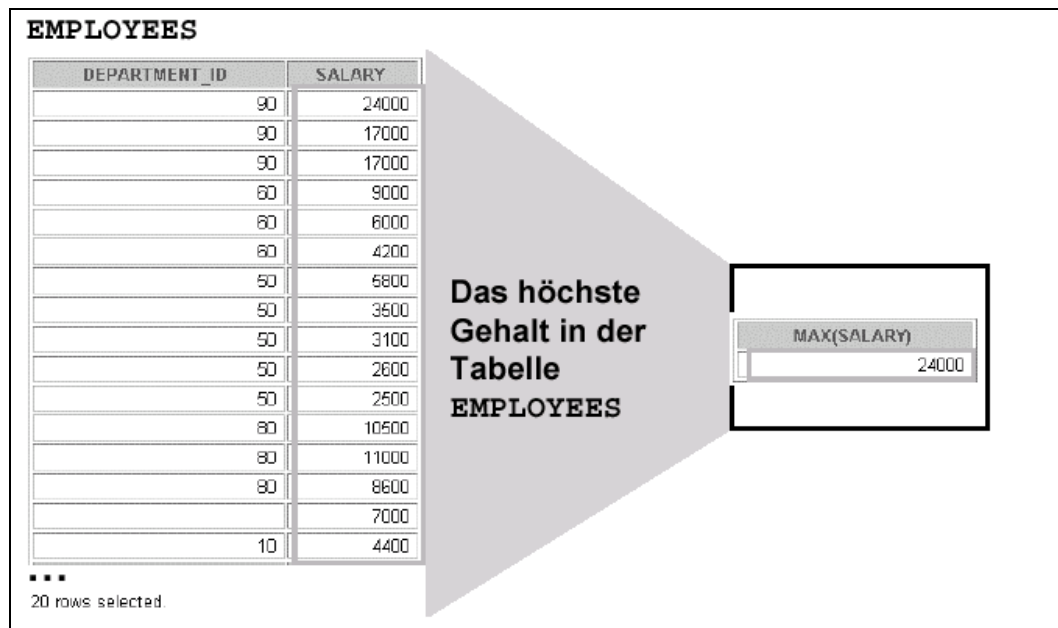 EMPLOYEES
DEPARTMENT_ID SALARY
90 24000
90 17000
90 17000
60 9000
60 6000
60 4200
50 5800
50 3500
50 3100
50 2600
50 2500
80 10500
80 11000
80 8600
7000
10 4400
...
20 rows selected.
Das höchste
Gehalt in der
Tabelle
EMPLOYEES
MAX(SALARY)
24000